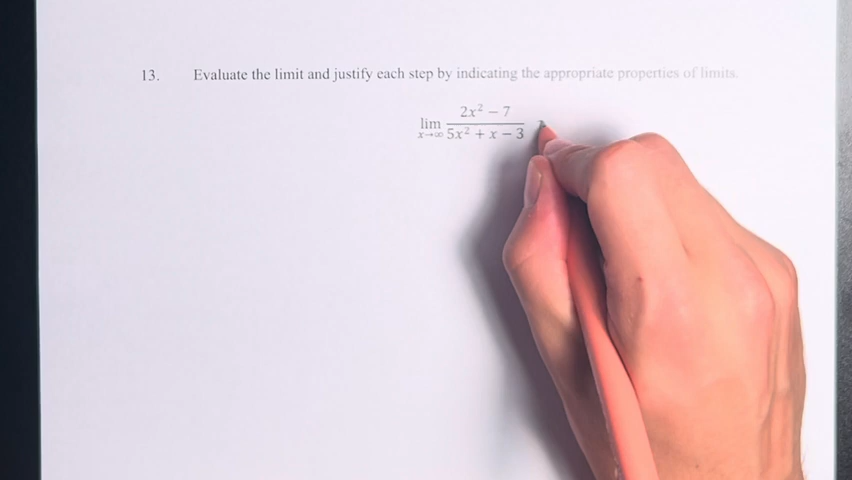 13. Evaluate the limit and justify each step by indicating the appropriate properties of limits.
lim x→∞ (2x² − 7)/(5x² + x − 3)